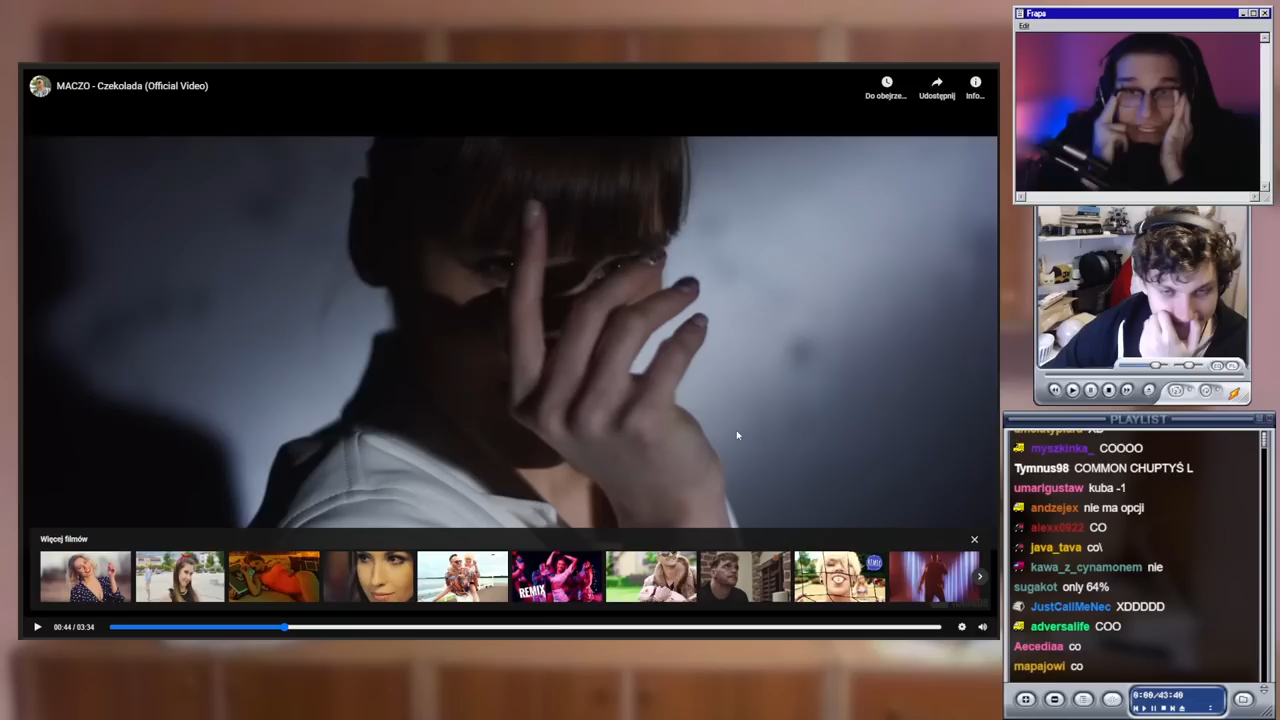 MACZO - Czekolada (Official Video)
Do obejrze...
Udostępnij
Info...
Więcej filmów
REMIX
REMIX
00:44 / 03:34
Fraps
Edit
PLAYLIST
myszkinka_ COOOO
Tymnus98 COMMON CHUPTYŚ L
umarlgustaw kuba -1
andzejex nie ma opcji
alexx0922 CO
java_tava co\
kawa_z_cynamonem nie
sugakot only 64%
JustCallMeNec XDDDDD
adversalife COO
Aecediaa co
mapajowi co
0:00/43:40